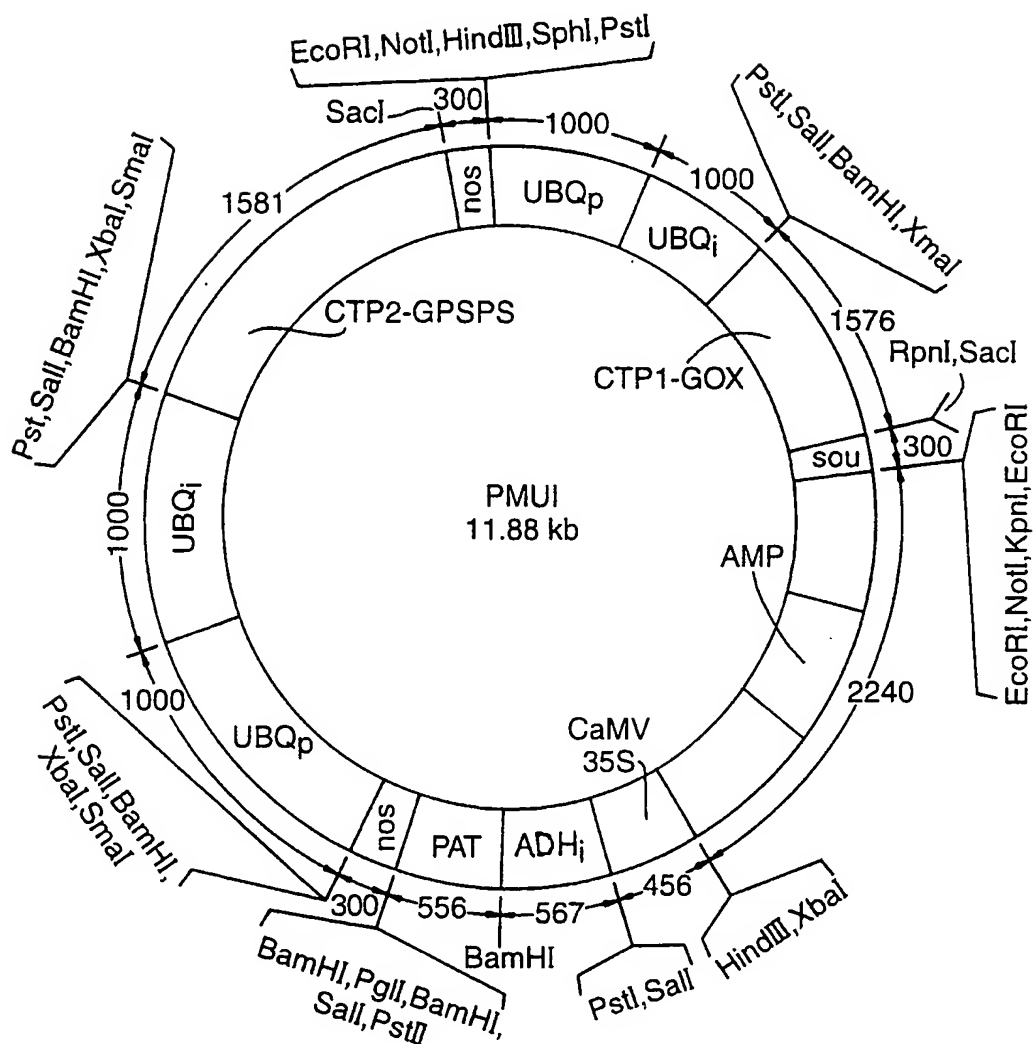 EcoRI,NotI,HindIII,SphI,PstI
SacI
300
1000
1000
PstI,SalI,BamHI,XmaI
1581
nos
UBQp
UBQi
Pst,SalI,BamHI,XbaI,SmaI
CTP2-GPSPS
CTP1-GOX
1576
RpnI,SacI
300
sou
EcoRI,NotI,KpnI,EcoRI
PMUI
11.88 kb
1000
UBQi
AMP
2240
1000
UBQp
CaMV
35S
PstI,SalI,BamHI,
XbaI,SmaI
nos
PAT
ADHi
300
556
567
456
BamHI
HindIII,XbaI
PstI,SalI
BamHI,PglI,BamHI,
SalI,PstII